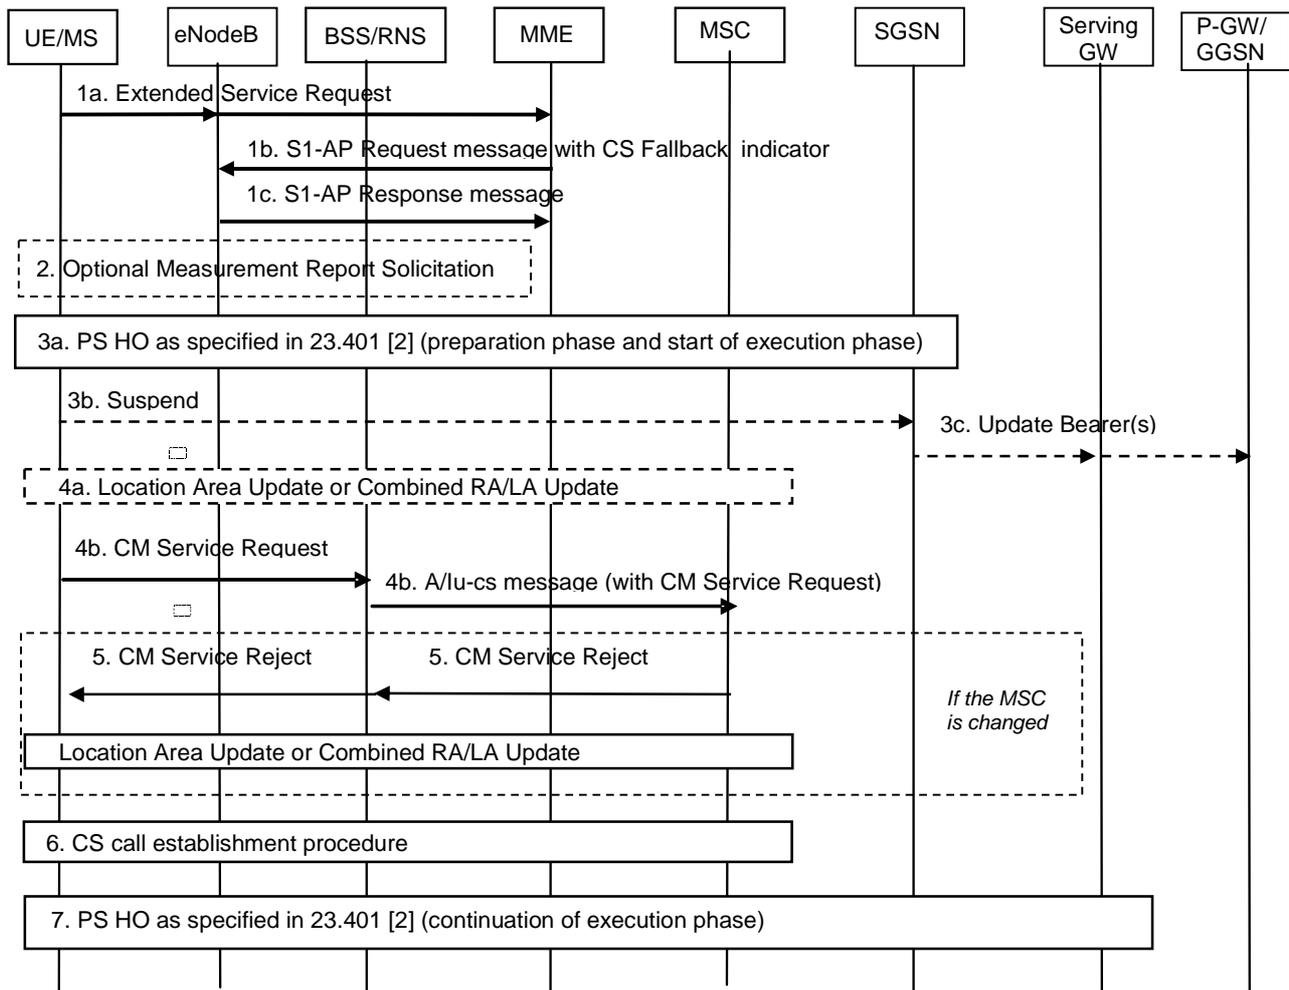 UE/MS
eNodeB
BSS/RNS
MME
MSC
SGSN
Serving
GW
P-GW/
GGSN
1a. Extended Service Request
1b. S1-AP Request message with CS Fallback indicator
1c. S1-AP Response message
2. Optional Measurement Report Solicitation
3a. PS HO as specified in 23.401 [2] (preparation phase and start of execution phase)
3b. Suspend
3c. Update Bearer(s)
4a. Location Area Update or Combined RA/LA Update
4b. CM Service Request
4b. A/Iu-cs message (with CM Service Request)
5. CM Service Reject
5. CM Service Reject
If the MSC
is changed
Location Area Update or Combined RA/LA Update
6. CS call establishment procedure
7. PS HO as specified in 23.401 [2] (continuation of execution phase)